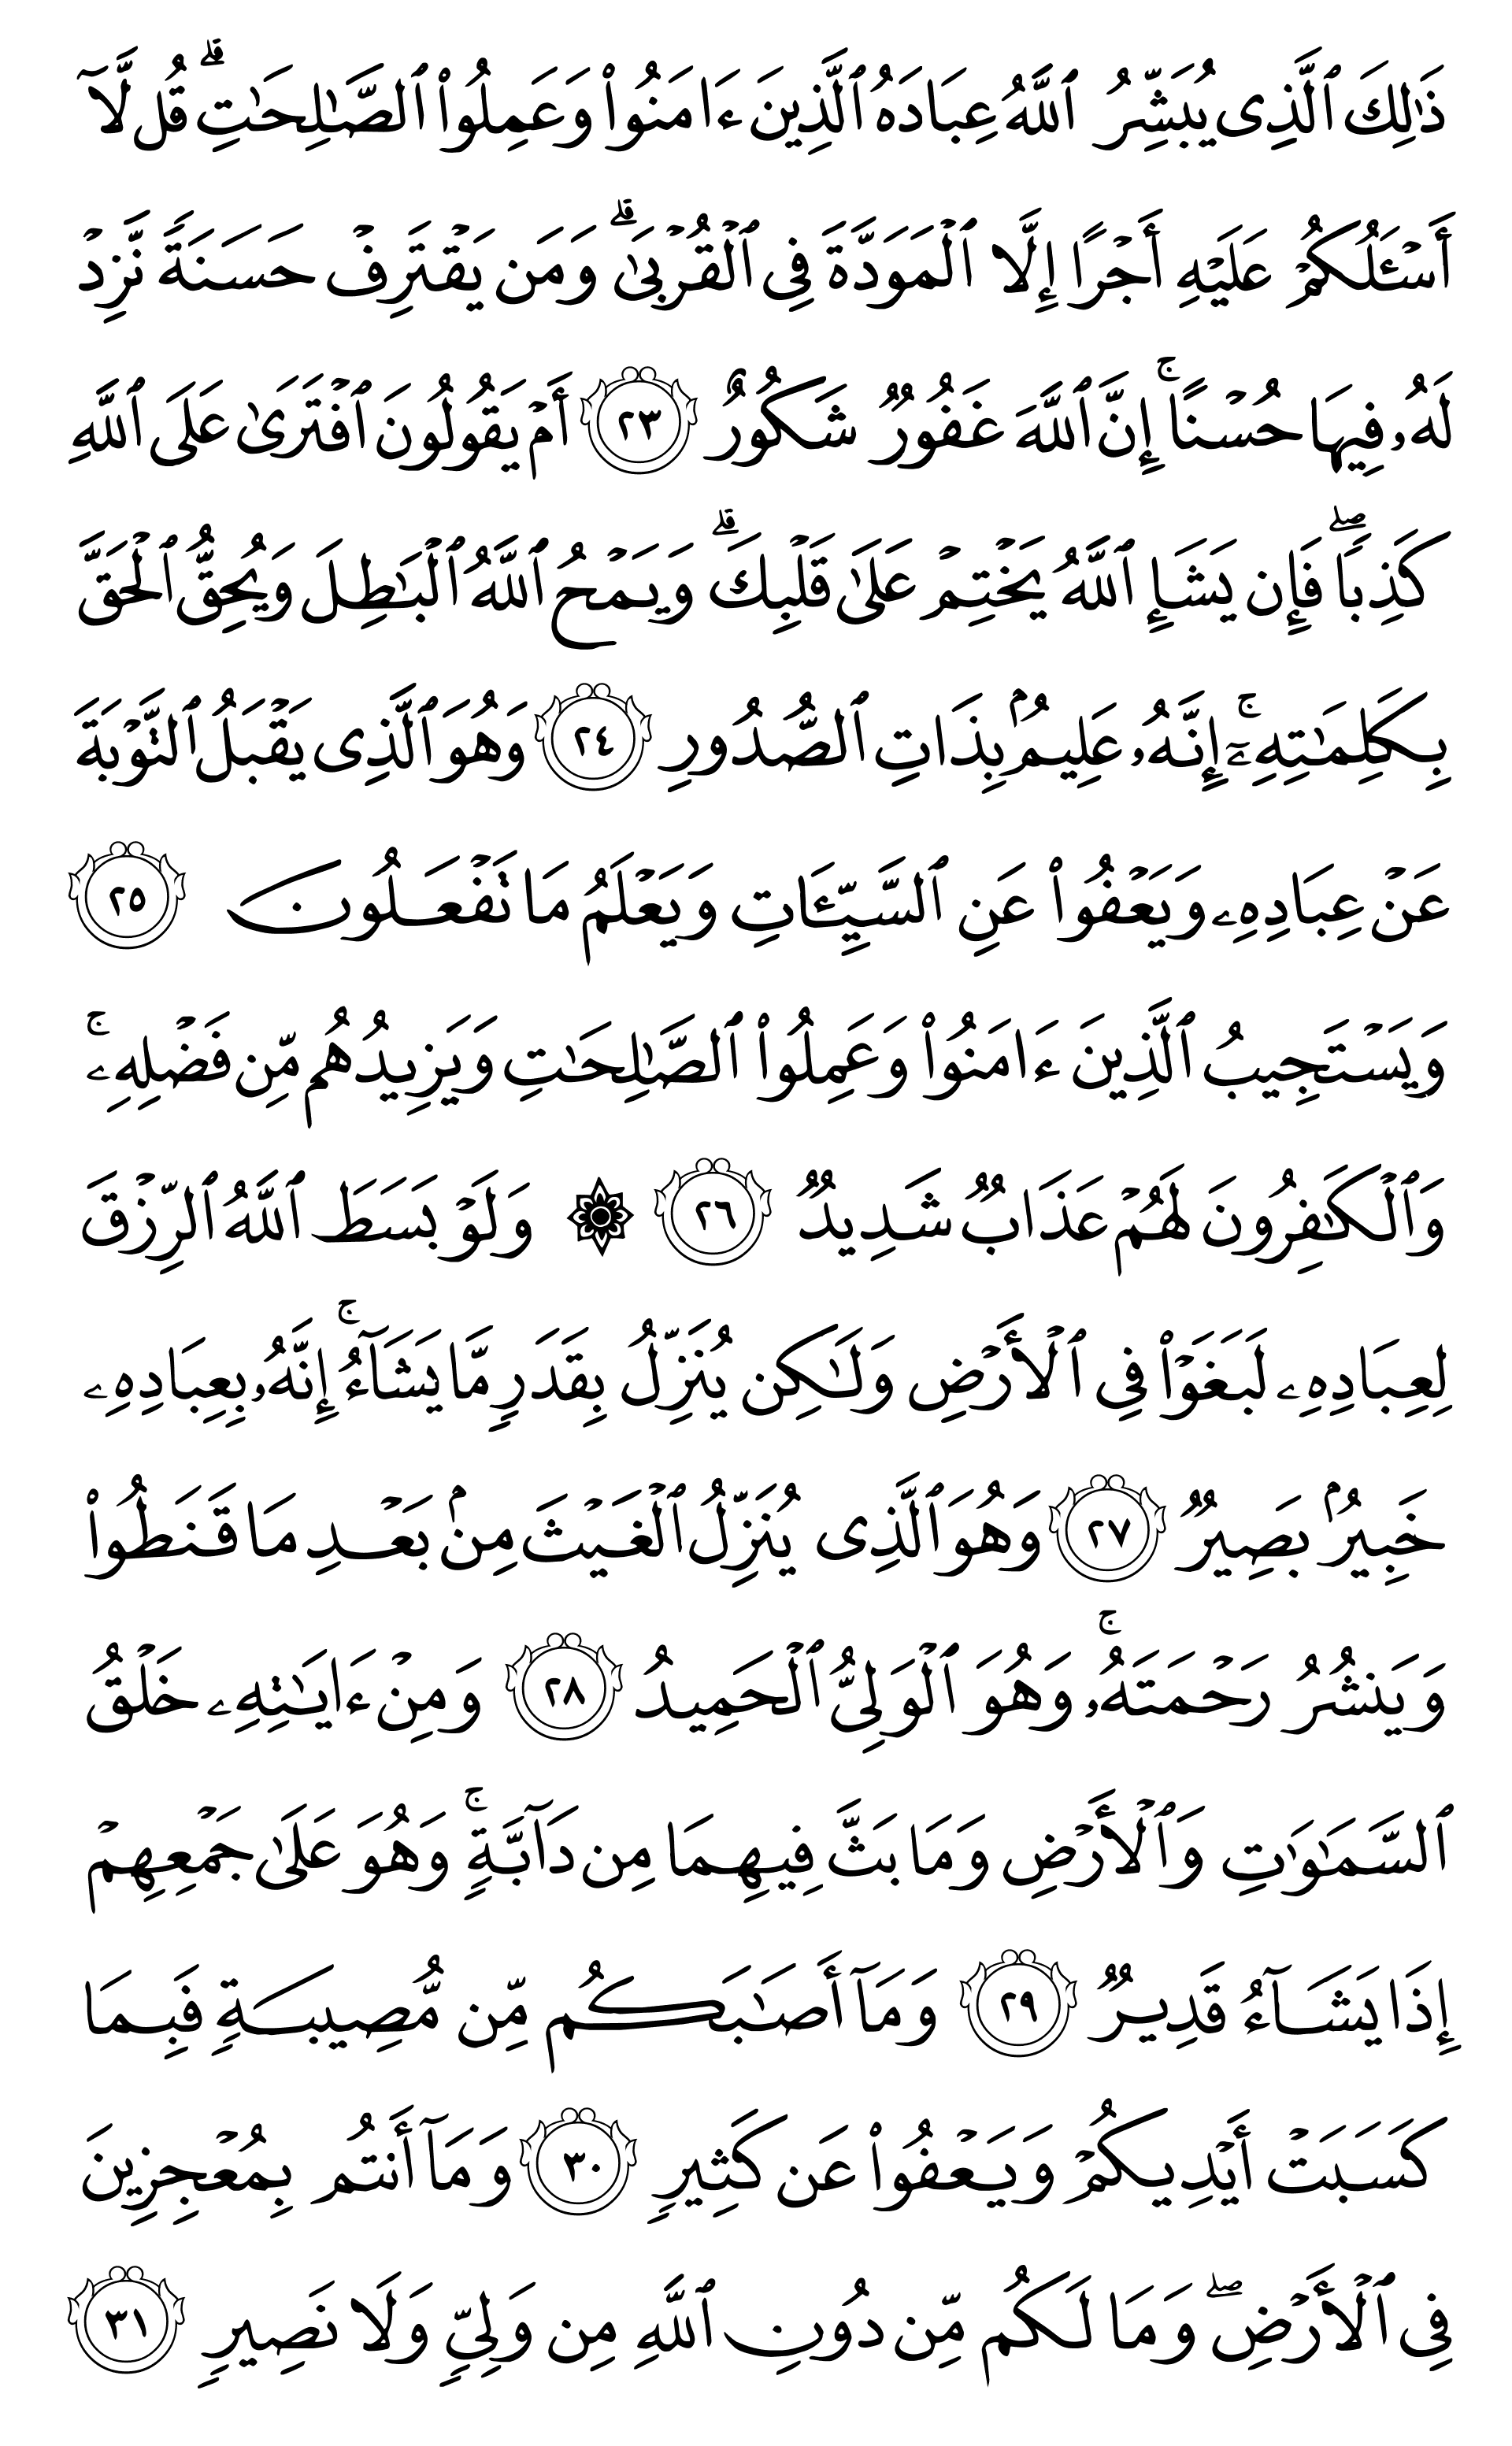 ذَٰلِكَ ٱلَّذِى يُبَشِّرُ ٱللَّهُ عِبَادَهُ ٱلَّذِينَ ءَامَنُوا۟ وَعَمِلُوا۟ ٱلصَّٰلِحَٰتِ ۗ قُل لَّآ
أَسْـَٔلُكُمْ عَلَيْهِ أَجْرًا إِلَّا ٱلْمَوَدَّةَ فِى ٱلْقُرْبَىٰ ۗ وَمَن يَقْتَرِفْ حَسَنَةً نَّزِدْ
لَهُۥ فِيهَا حُسْنًا ۚ إِنَّ ٱللَّهَ غَفُورٌ شَكُورٌ ٢٣ أَمْ يَقُولُونَ ٱفْتَرَىٰ عَلَى ٱللَّهِ
كَذِبًا ۖ فَإِن يَشَإِ ٱللَّهُ يَخْتِمْ عَلَىٰ قَلْبِكَ ۗ وَيَمْحُ ٱللَّهُ ٱلْبَٰطِلَ وَيُحِقُّ ٱلْحَقَّ
بِكَلِمَٰتِهِۦٓ ۚ إِنَّهُۥ عَلِيمٌۢ بِذَاتِ ٱلصُّدُورِ ٢٤ وَهُوَ ٱلَّذِى يَقْبَلُ ٱلتَّوْبَةَ
عَنْ عِبَادِهِۦ وَيَعْفُوا۟ عَنِ ٱلسَّيِّـَٔاتِ وَيَعْلَمُ مَا تَفْعَلُونَ ٢٥
وَيَسْتَجِيبُ ٱلَّذِينَ ءَامَنُوا۟ وَعَمِلُوا۟ ٱلصَّٰلِحَٰتِ وَيَزِيدُهُم مِّن فَضْلِهِۦ ۚ
وَٱلْكَٰفِرُونَ لَهُمْ عَذَابٌ شَدِيدٌ ٢٦ ۞ وَلَوْ بَسَطَ ٱللَّهُ ٱلرِّزْقَ
لِعِبَادِهِۦ لَبَغَوْا۟ فِى ٱلْأَرْضِ وَلَٰكِن يُنَزِّلُ بِقَدَرٍ مَّا يَشَآءُ ۚ إِنَّهُۥ بِعِبَادِهِۦ
خَبِيرٌۢ بَصِيرٌ ٢٧ وَهُوَ ٱلَّذِى يُنَزِّلُ ٱلْغَيْثَ مِنۢ بَعْدِ مَا قَنَطُوا۟
وَيَنشُرُ رَحْمَتَهُۥ ۚ وَهُوَ ٱلْوَلِىُّ ٱلْحَمِيدُ ٢٨ وَمِنْ ءَايَٰتِهِۦ خَلْقُ
ٱلسَّمَٰوَٰتِ وَٱلْأَرْضِ وَمَا بَثَّ فِيهِمَا مِن دَآبَّةٍ ۚ وَهُوَ عَلَىٰ جَمْعِهِمْ
إِذَا يَشَآءُ قَدِيرٌ ٢٩ وَمَآ أَصَٰبَكُم مِّن مُّصِيبَةٍ فَبِمَا
كَسَبَتْ أَيْدِيكُمْ وَيَعْفُوا۟ عَن كَثِيرٍ ٣٠ وَمَآ أَنتُم بِمُعْجِزِينَ
فِى ٱلْأَرْضِ ۖ وَمَا لَكُم مِّن دُونِ ٱللَّهِ مِن وَلِىٍّ وَلَا نَصِيرٍ ٣١